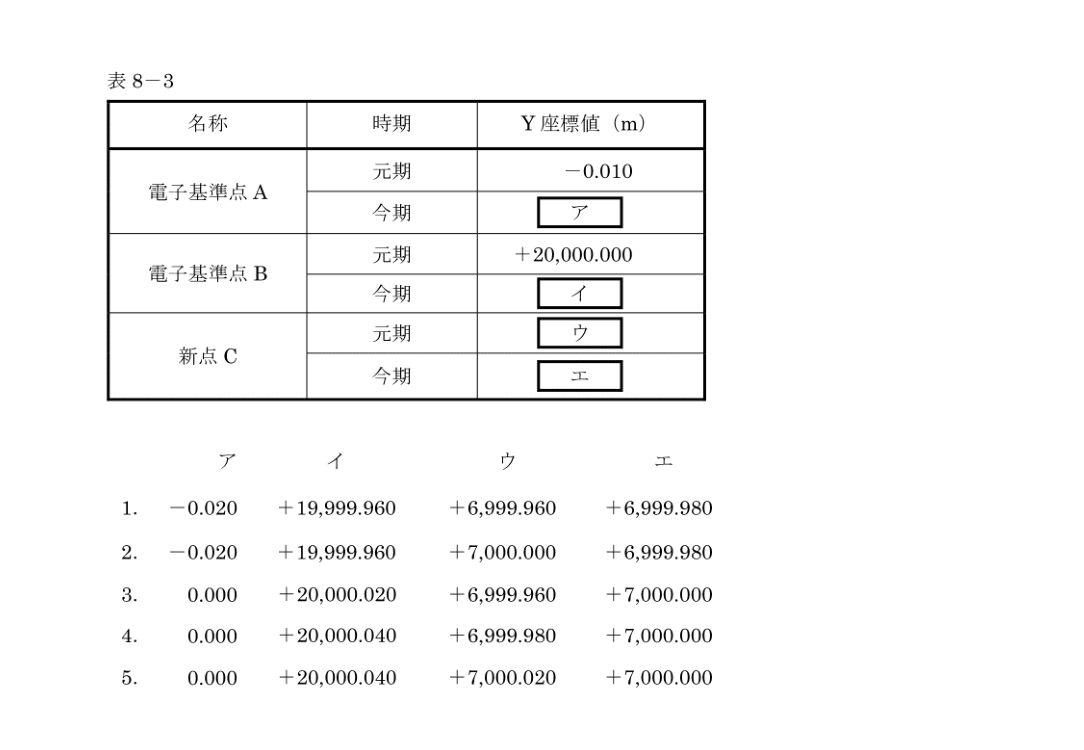 表 8－3
名称 時期 Y 座標値（m）
電子基準点 A 元期 －0.010
今期 ア
電子基準点 B 元期 ＋20,000.000
今期 イ
新点 C 元期 ウ
今期 エ
ア イ ウ エ
1. －0.020 ＋19,999.960 ＋6,999.960 ＋6,999.980
2. －0.020 ＋19,999.960 ＋7,000.000 ＋6,999.980
3. 0.000 ＋20,000.020 ＋6,999.960 ＋7,000.000
4. 0.000 ＋20,000.040 ＋6,999.980 ＋7,000.000
5. 0.000 ＋20,000.040 ＋7,000.020 ＋7,000.000